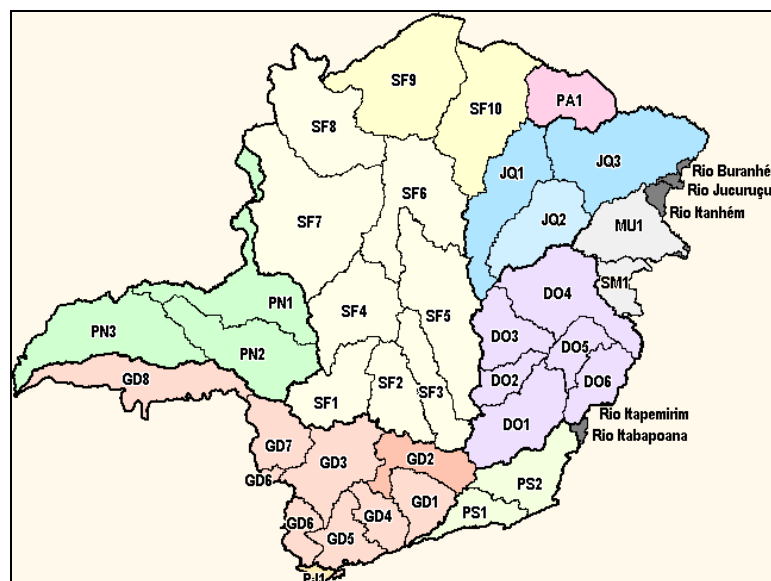 SF9
SF10
PA1
SF8
JQ1
JQ3
Rio Buranhé
Rio Jucuruçu
SF6
Rio Itanhém
SF7
JQ2
MU1
SM1
DO4
PN1
SF4
SF5
PN3
DO3
DO5
PN2
GD8
SF2
DO2
DO6
SF3
SF1
Rio Itapemirim
DO1
Rio Itabapoana
GD7
GD3
GD2
GD6
PS2
GD1
PS1
GD6
GD4
GD5
PJ1